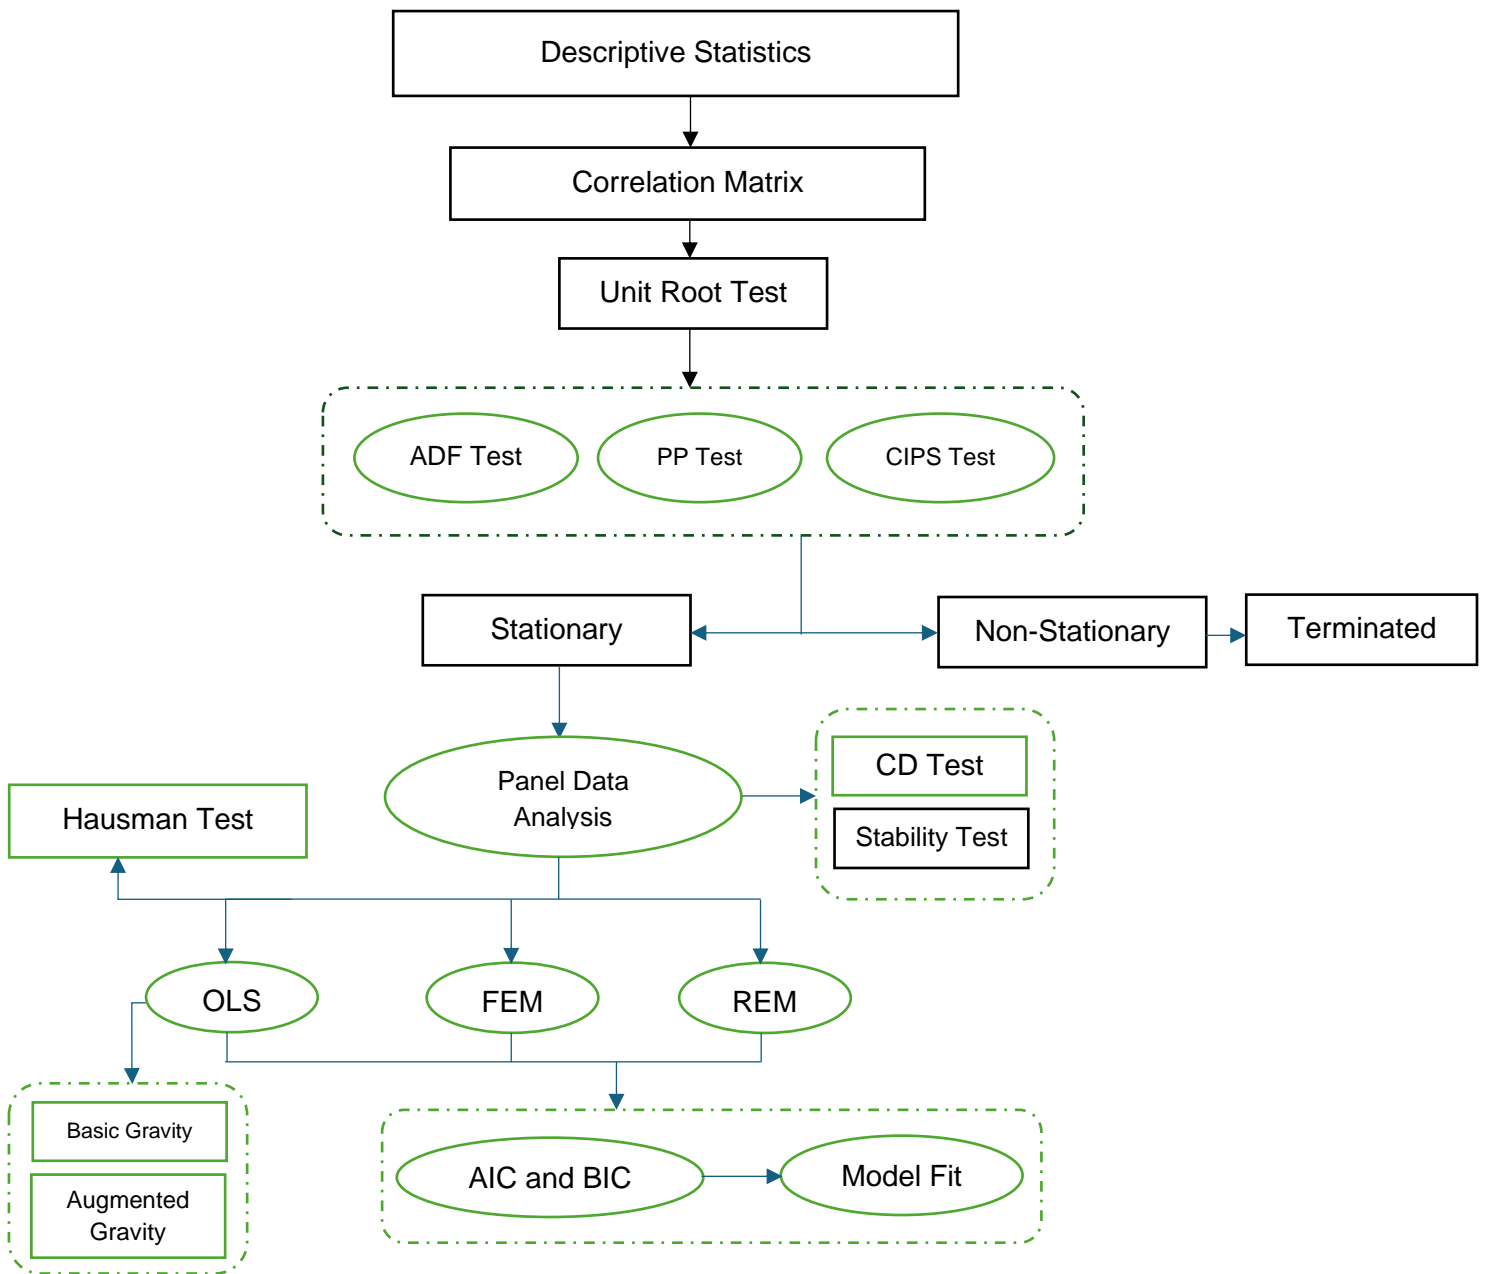 Descriptive Statistics
Correlation Matrix
Unit Root Test
ADF Test
PP Test
CIPS Test
Stationary
Non-Stationary
Terminated
Panel Data
Analysis
CD Test
Stability Test
Hausman Test
OLS
FEM
REM
Basic Gravity
Augmented
Gravity
AIC and BIC
Model Fit